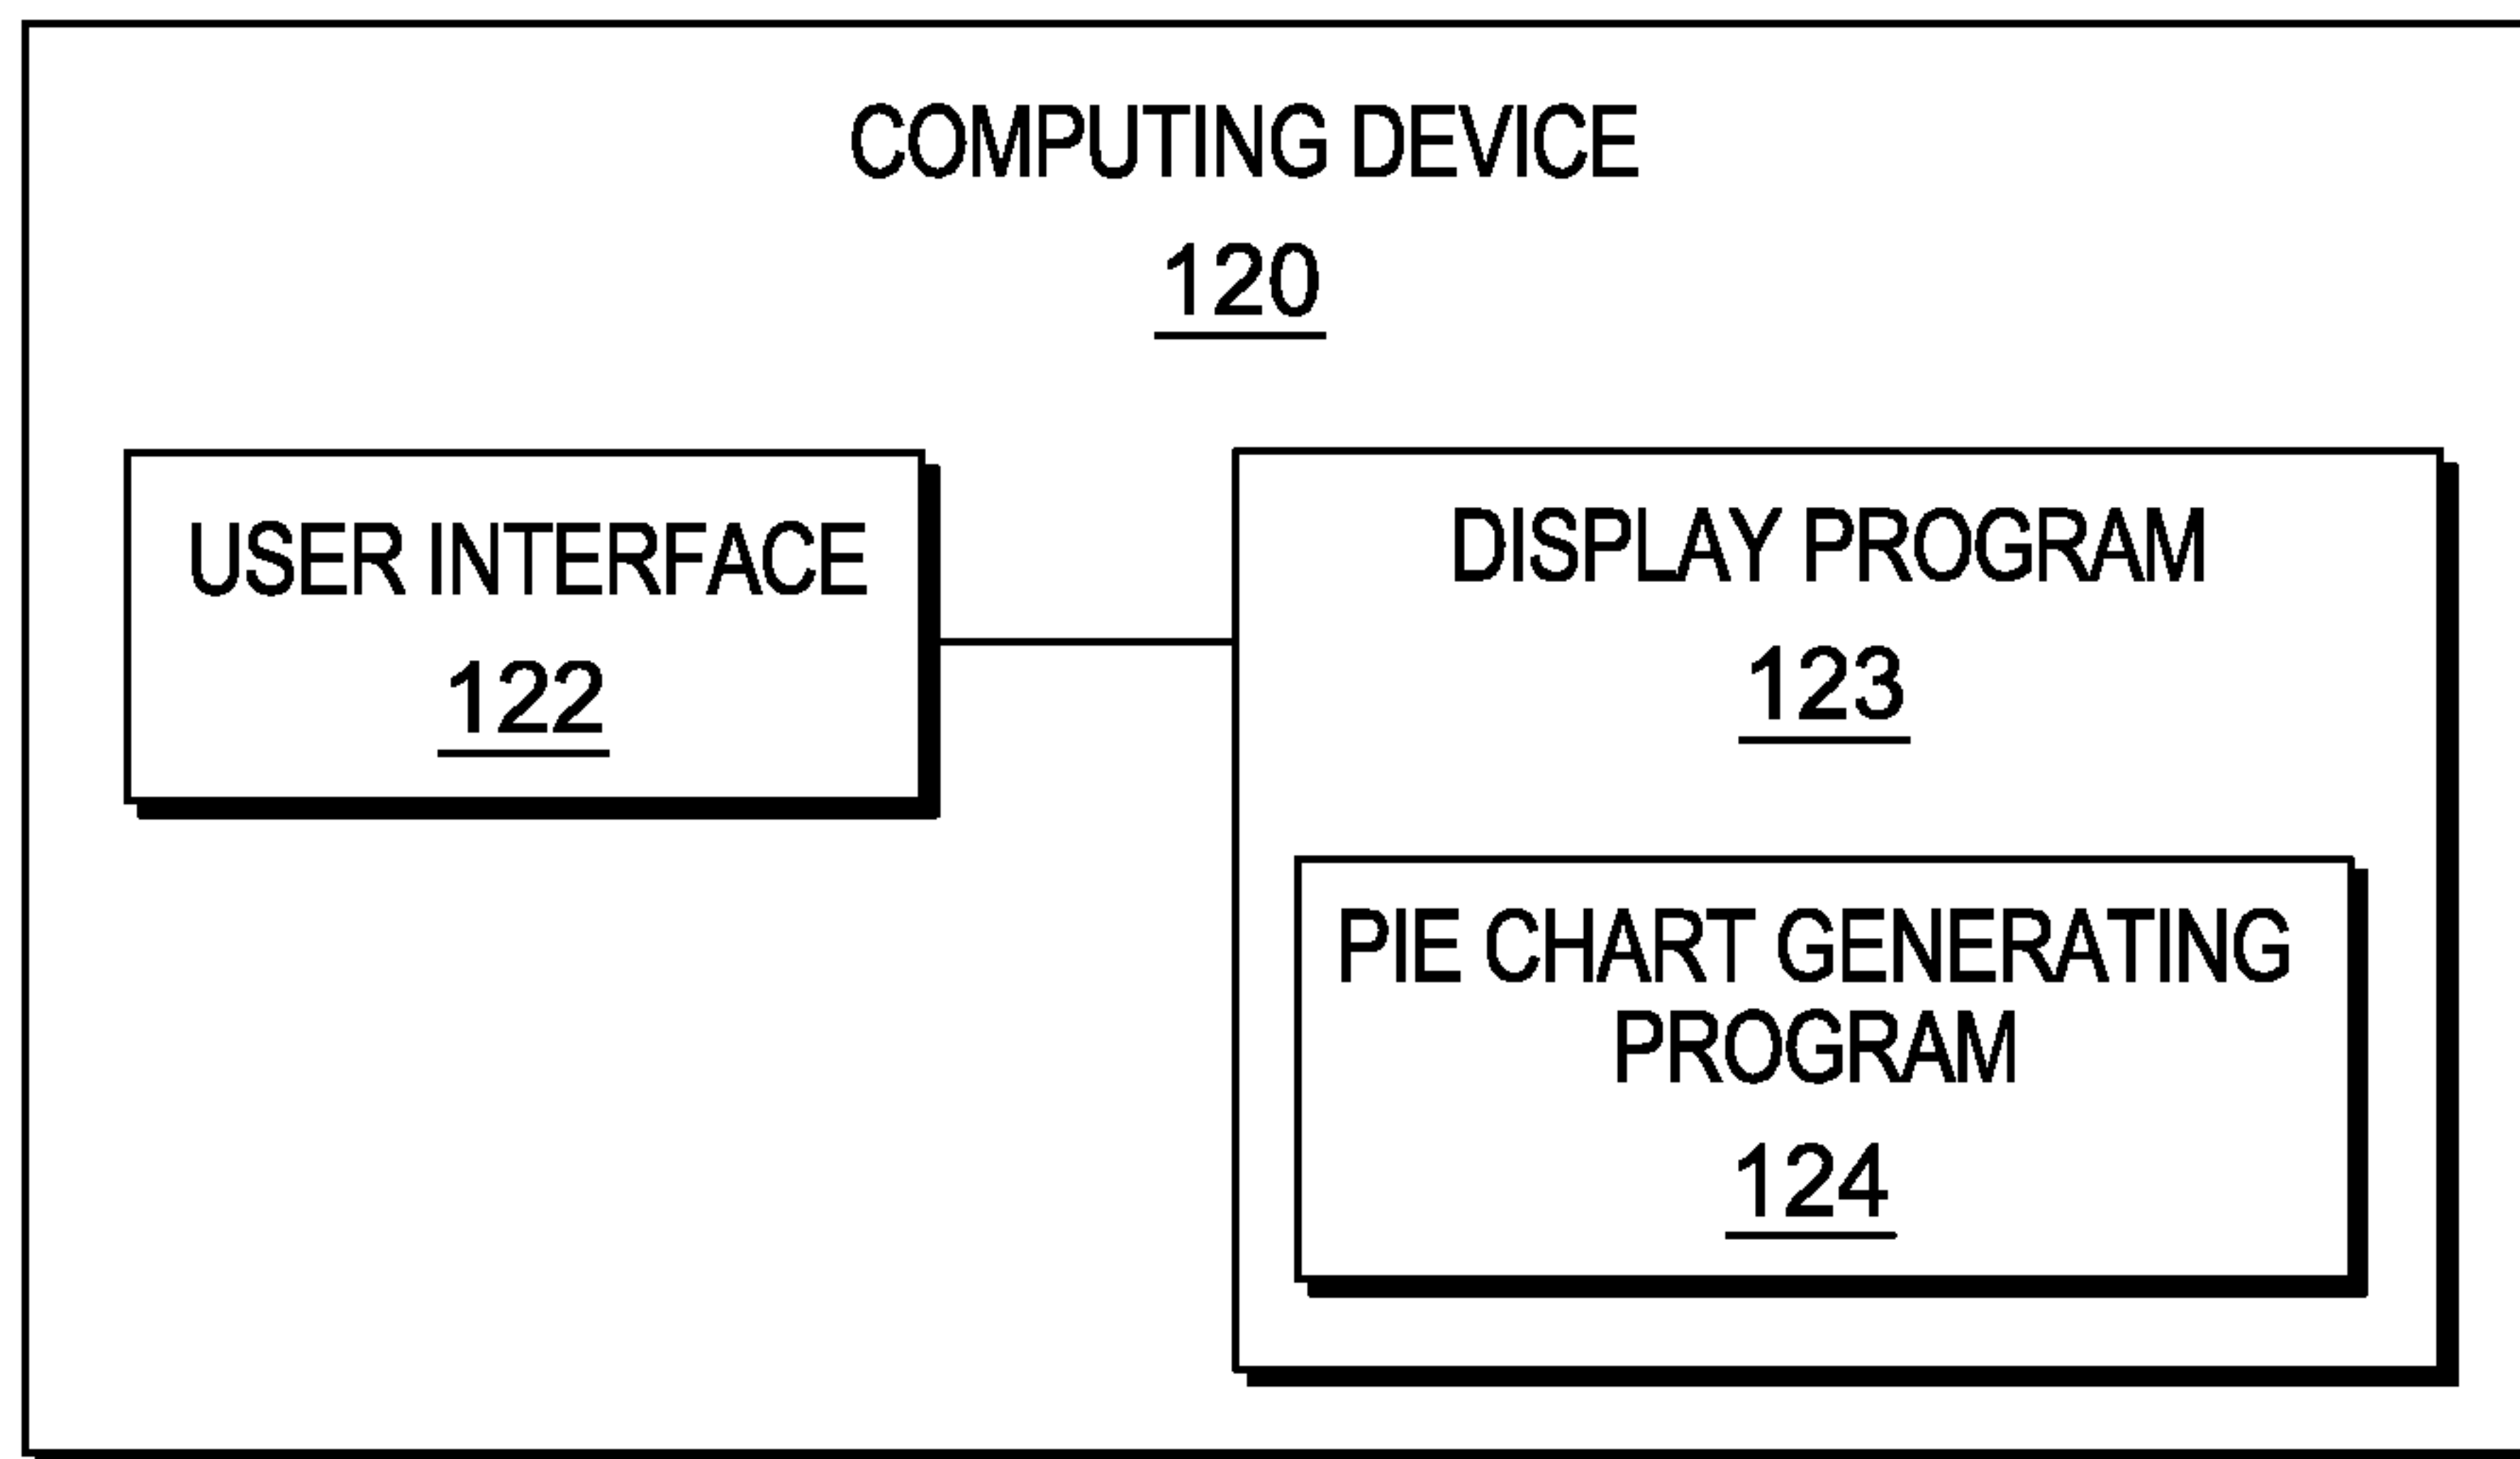 COMPUTING DEVICE
120
USER INTERFACE
122
DISPLAY PROGRAM
123
PIE CHART GENERATING
PROGRAM
124